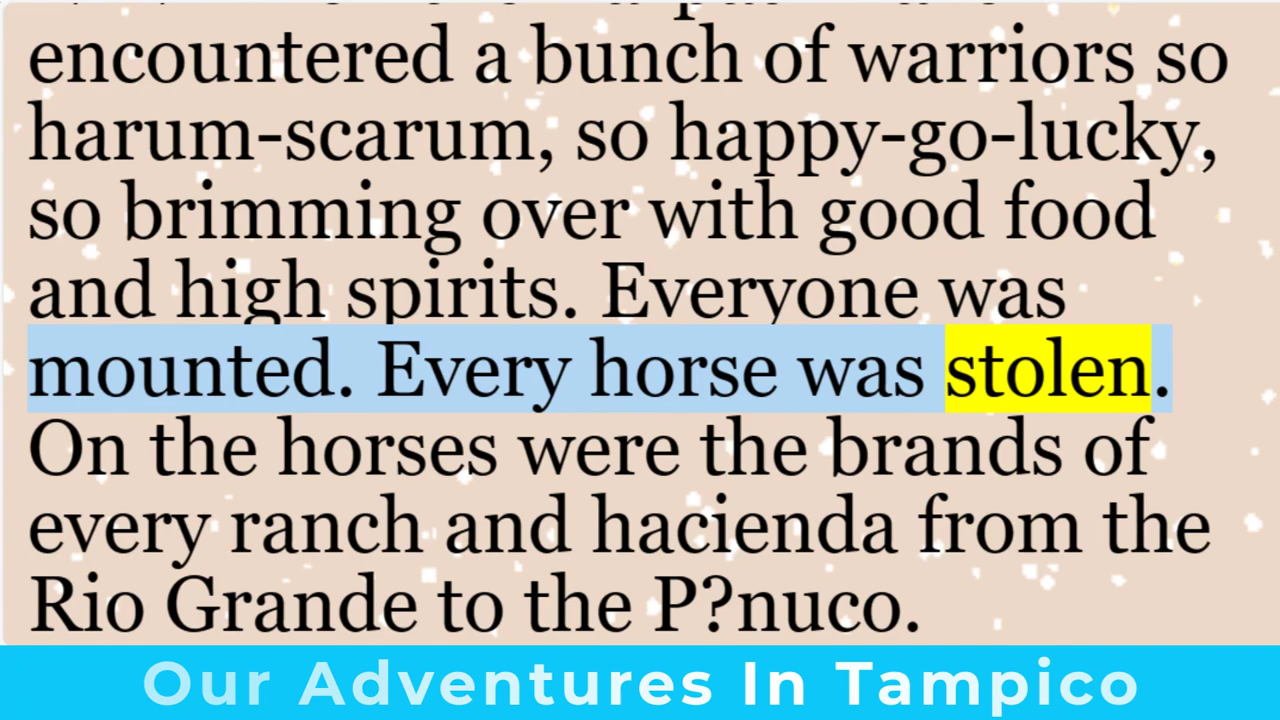 encountered a bunch of warriors so
harum-scarum, so happy-go-lucky,
so brimming over with good food
and high spirits. Everyone was
mounted. Every horse was stolen.
On the horses were the brands of
every ranch and hacienda from the
Rio Grande to the P?nuco.
Our Adventures In Tampico